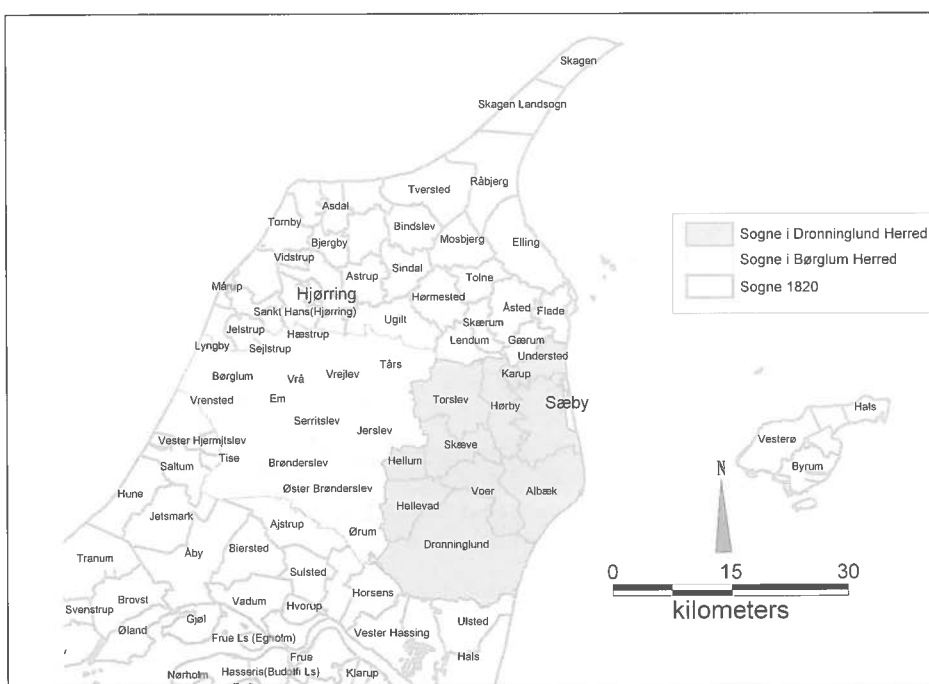 Skagen
Skagen Landsogn
Råbjerg
Tversted
Asdal
Tornby
Bindslev
Elling
Mosbjerg
Bjergby
Vidstrup
Sindal
Astrup
Tolne
Mårup
Hjørring
Hørmested
Åsted
Flade
Sankt Hans(Hjørring)
Ugilt
Skærum
Jelstrup
Hæstrup
Lendum
Gærum
Lyngby
Sejlstrup
Understed
Tårs
Karup
Børglum
Vrå
Vrejlev
Vrensted
Em
Torslev
Hørby
Sæby
Serritslev
Jerslev
Vester Hjermitslev
Skæve
Tise
Saltum
Brønderslev
Hellum
Hune
Øster Brønderslev
Voer
Albæk
Jetsmark
Hellevad
Ajstrup
Ørum
Tranum
Åby
Biersted
Dronninglund
Sulsted
Brovst
Vadum
Hvorup
Horsens
Svenstrup
Gjøl
Ulsted
Øland
Frue Ls (Egholm)
Vester Hassing
Frue
Hals
Nørholm
Hasseris(Budolfi Ls)
Klarup
Sogne i Dronninglund Herred
Sogne i Børglum Herred
Sogne 1820
Hals
Vesterø
Byrum
N
0 15 30
kilometers